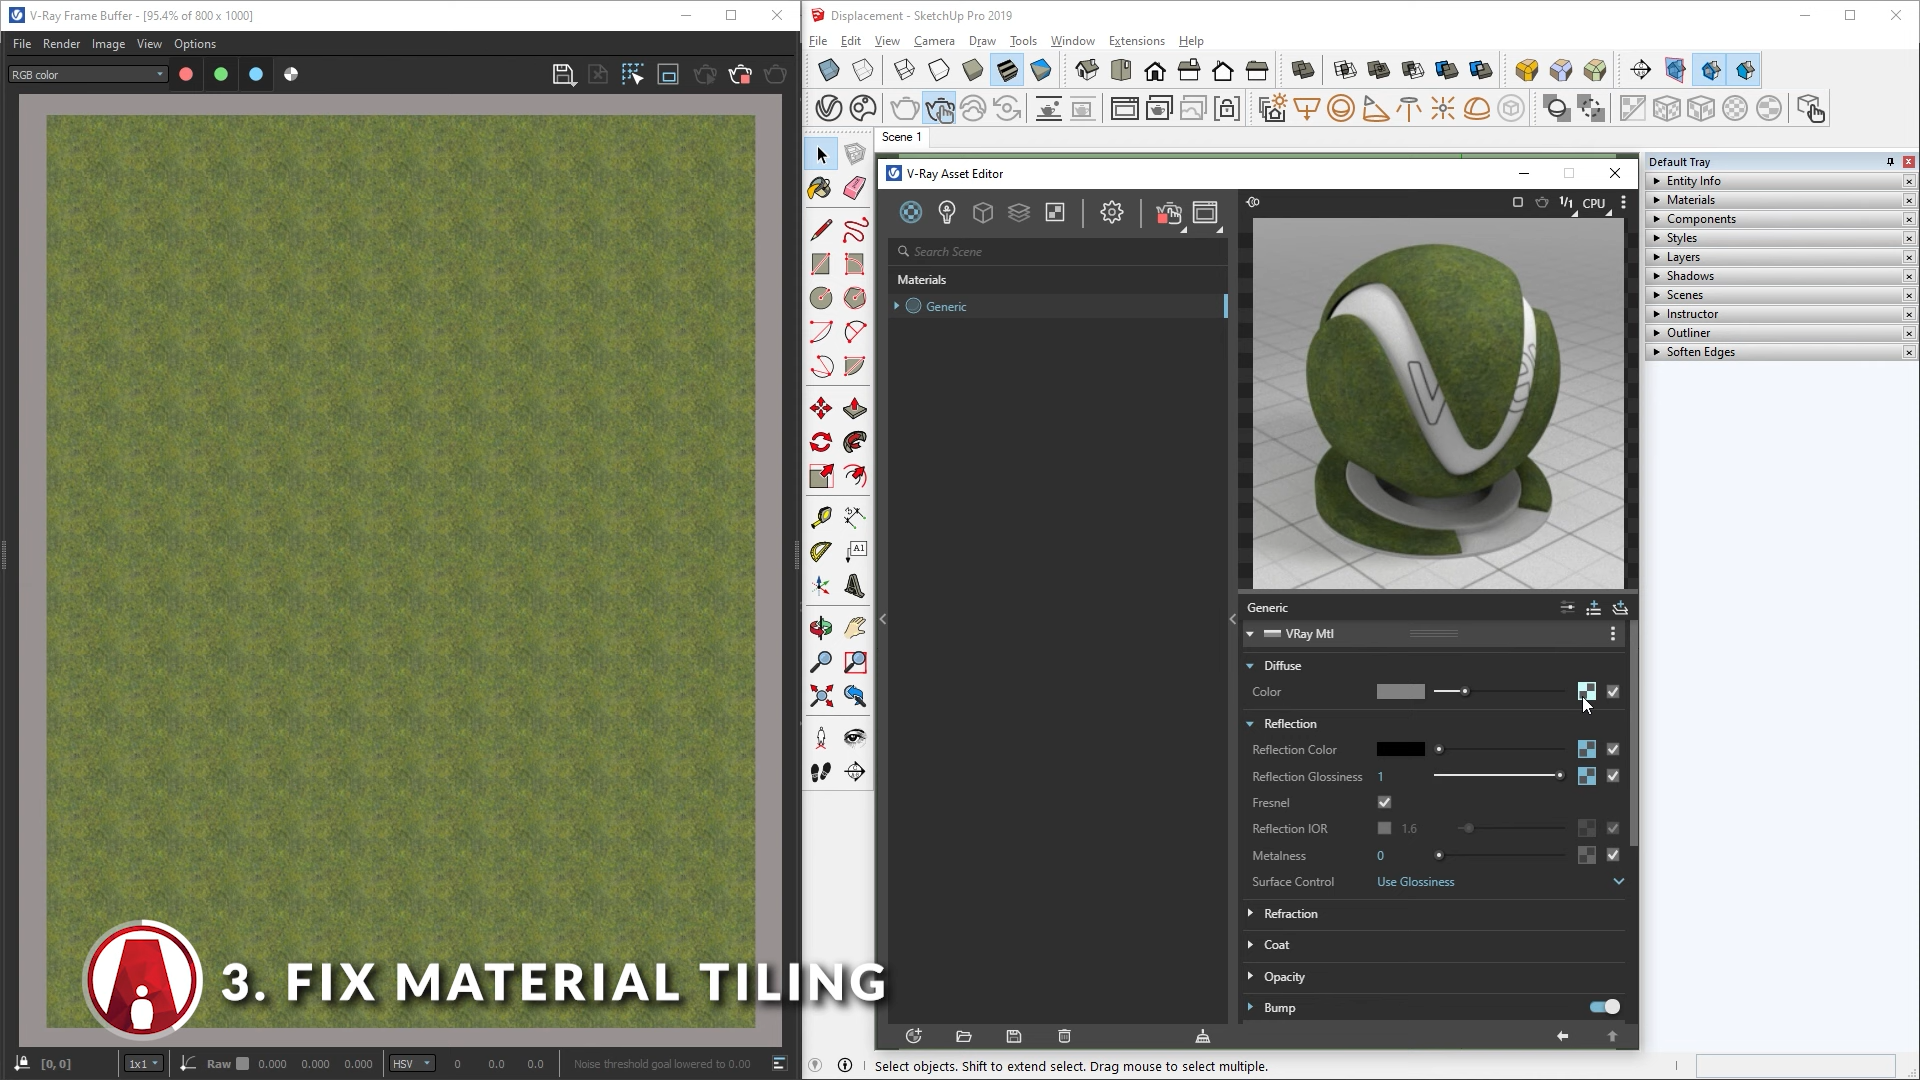 V-Ray Frame Buffer - [95.4% of 800 x 1000]
File Render Image View Options
RGB color
[0, 0]
1x1
Raw
0.000 0.000 0.000
HSV
0 0.0 0.0
Noise threshold goal lowered to 0.00
3. FIX MATERIAL TILING
Displacement - SketchUp Pro 2019
File Edit View Camera Draw Tools Window Extensions Help
Scene 1
A1
V-Ray Asset Editor
1/1 CPU
Search Scene
Materials
Generic
Generic
VRay Mtl
Diffuse
Color
Reflection
Reflection Color
Reflection Glossiness 1
Fresnel
Reflection IOR 1.6
Metalness 0
Surface Control Use Glossiness
Refraction
Coat
Opacity
Bump
Default Tray
Entity Info
Materials
Components
Styles
Layers
Shadows
Scenes
Instructor
Outliner
Soften Edges
Select objects. Shift to extend select. Drag mouse to select multiple.